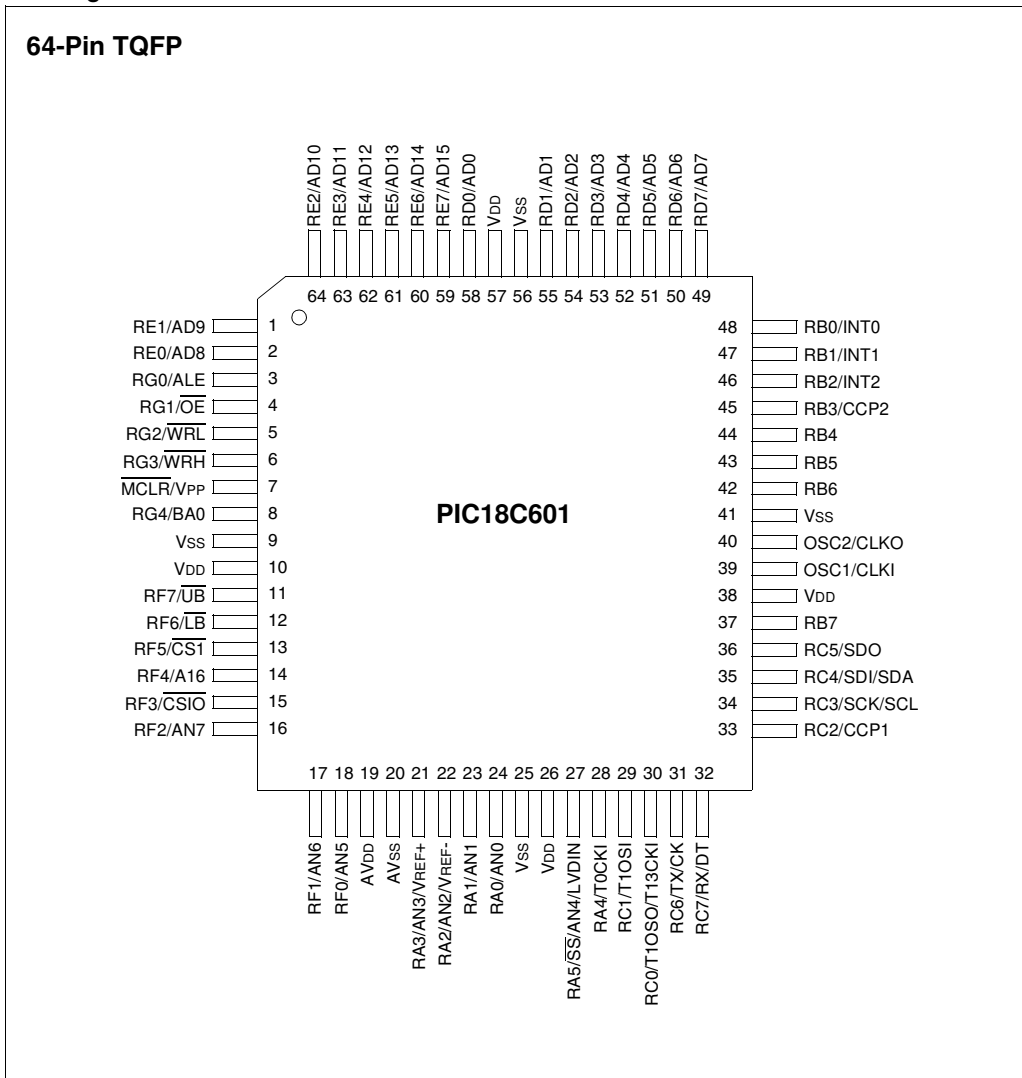 64-Pin TQFP
RE2/AD10
RE3/AD11
RE4/AD12
RE5/AD13
RE6/AD14
RE7/AD15
RD0/AD0
VDD
VSS
RD1/AD1
RD2/AD2
RD3/AD3
RD4/AD4
RD5/AD5
RD6/AD6
RD7/AD7
64 63 62 61 60 59 58 57 56 55 54 53 52 51 50 49
RE1/AD9 1
RE0/AD8 2
RG0/ALE 3
RG1/OE 4
RG2/WRL 5
RG3/WRH 6
MCLR/VPP 7
RG4/BA0 8
VSS 9
VDD 10
RF7/UB 11
RF6/LB 12
RF5/CS1 13
RF4/A16 14
RF3/CSIO 15
RF2/AN7 16
PIC18C601
48 RB0/INT0
47 RB1/INT1
46 RB2/INT2
45 RB3/CCP2
44 RB4
43 RB5
42 RB6
41 VSS
40 OSC2/CLKO
39 OSC1/CLKI
38 VDD
37 RB7
36 RC5/SDO
35 RC4/SDI/SDA
34 RC3/SCK/SCL
33 RC2/CCP1
17 18 19 20 21 22 23 24 25 26 27 28 29 30 31 32
RF1/AN6
RF0/AN5
AVDD
AVSS
RA3/AN3/VREF+
RA2/AN2/VREF-
RA1/AN1
RA0/AN0
VSS
VDD
RA5/SS/AN4/LVDIN
RA4/T0CKI
RC1/T1OSI
RC0/T1OSO/T13CKI
RC6/TX/CK
RC7/RX/DT